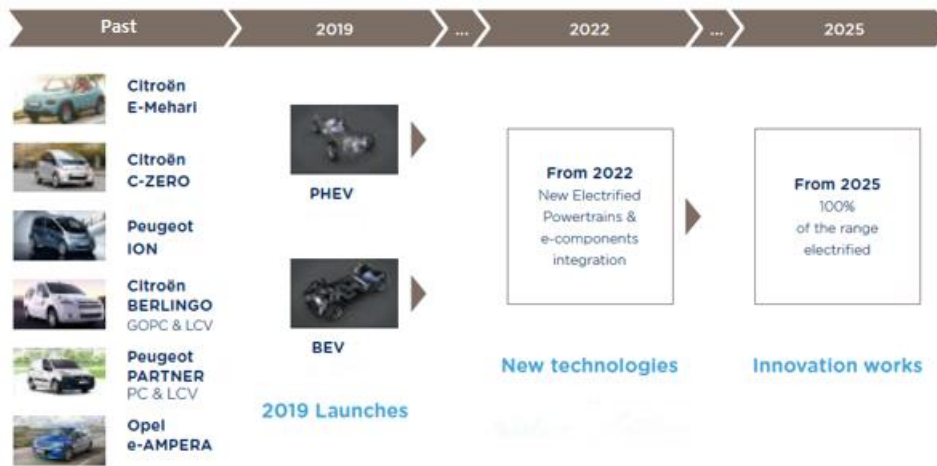 Past
2019
...
2022
...
2025
Citroën
E-Mehari
Citroën
C-ZERO
Peugeot
ION
Citroën
BERLINGO
GOPC & LCV
Peugeot
PARTNER
PC & LCV
Opel
e-AMPERA
PHEV
BEV
2019 Launches
From 2022
New Electrified
Powertrains &
e-components
integration
New technologies
From 2025
100%
of the range
electrified
Innovation works